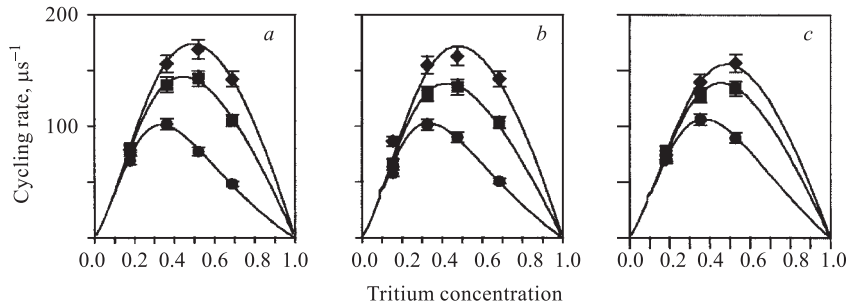 a b c
200
100
Cycling rate, μs⁻¹
0.0 0.2 0.4 0.6 0.8 1.0 0.0 0.2 0.4 0.6 0.8 1.0 0.0 0.2 0.4 0.6 0.8 1.0
Tritium concentration